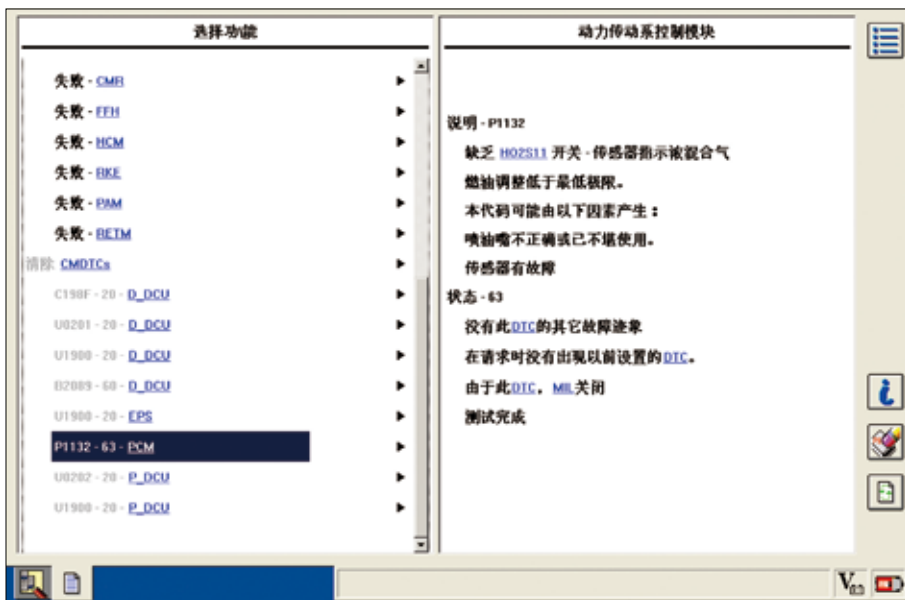 选择功能
失败 - CMR
失败 - FFH
失败 - HCM
失败 - RKE
失败 - PAM
失败 - RETM
清除 CMDTCs
C198F - 20 - D_DCU
U0201 - 20 - D_DCU
U1900 - 20 - D_DCU
B2089 - 60 - D_DCU
U1900 - 20 - EPS
P1132 - 63 - PCM
U0202 - 20 - P_DCU
U1900 - 20 - P_DCU
动力传动系控制模块
说明 - P1132
缺乏 HO2S11 开关 - 传感器指示浓混合气
燃油调整低于最低极限。
本代码可能由以下因素产生：
喷油嘴不正确或已不堪使用。
传感器有故障
状态 - 63
没有此DTC的其它故障迹象
在请求时没有出现以前设置的DTC。
由于此DTC，MIL关闭
测试完成